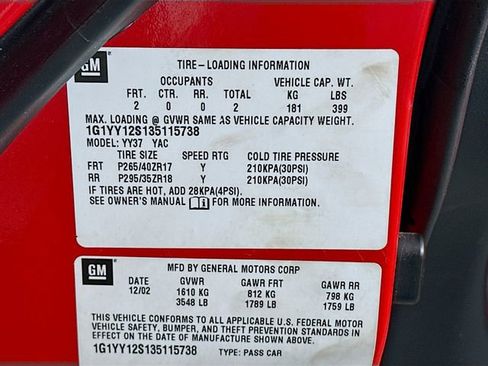 GM
TIRE-LOADING INFORMATION
OCCUPANTS VEHICLE CAP. WT.
FRT. CTR. RR. TOTAL KG LBS
2 0 0 2 181 399
MAX. LOADING @ GVWR SAME AS VEHICLE CAPACITY WEIGHT.
1G1YY12S135115738
MODEL: YY37 YAC
TIRE SIZE SPEED RTG COLD TIRE PRESSURE
FRT P265/40ZR17 Y 210KPA(30PSI)
RR P295/35ZR18 Y 210KPA(30PSI)
IF TIRES ARE HOT, ADD 28KPA(4PSI).
SEE OWNER'S MANUAL FOR MORE INFORMATION.
GM
MFD BY GENERAL MOTORS CORP
DATE GVWR GAWR FRT GAWR RR
12/02 1610 KG 812 KG 798 KG
3548 LB 1789 LB 1759 LB
THIS VEHICLE CONFORMS TO ALL APPLICABLE U.S. FEDERAL MOTOR
VEHICLE SAFETY, BUMPER, AND THEFT PREVENTION STANDARDS IN
EFFECT ON THE DATE OF MANUFACTURE SHOWN ABOVE.
1G1YY12S135115738 TYPE: PASS CAR